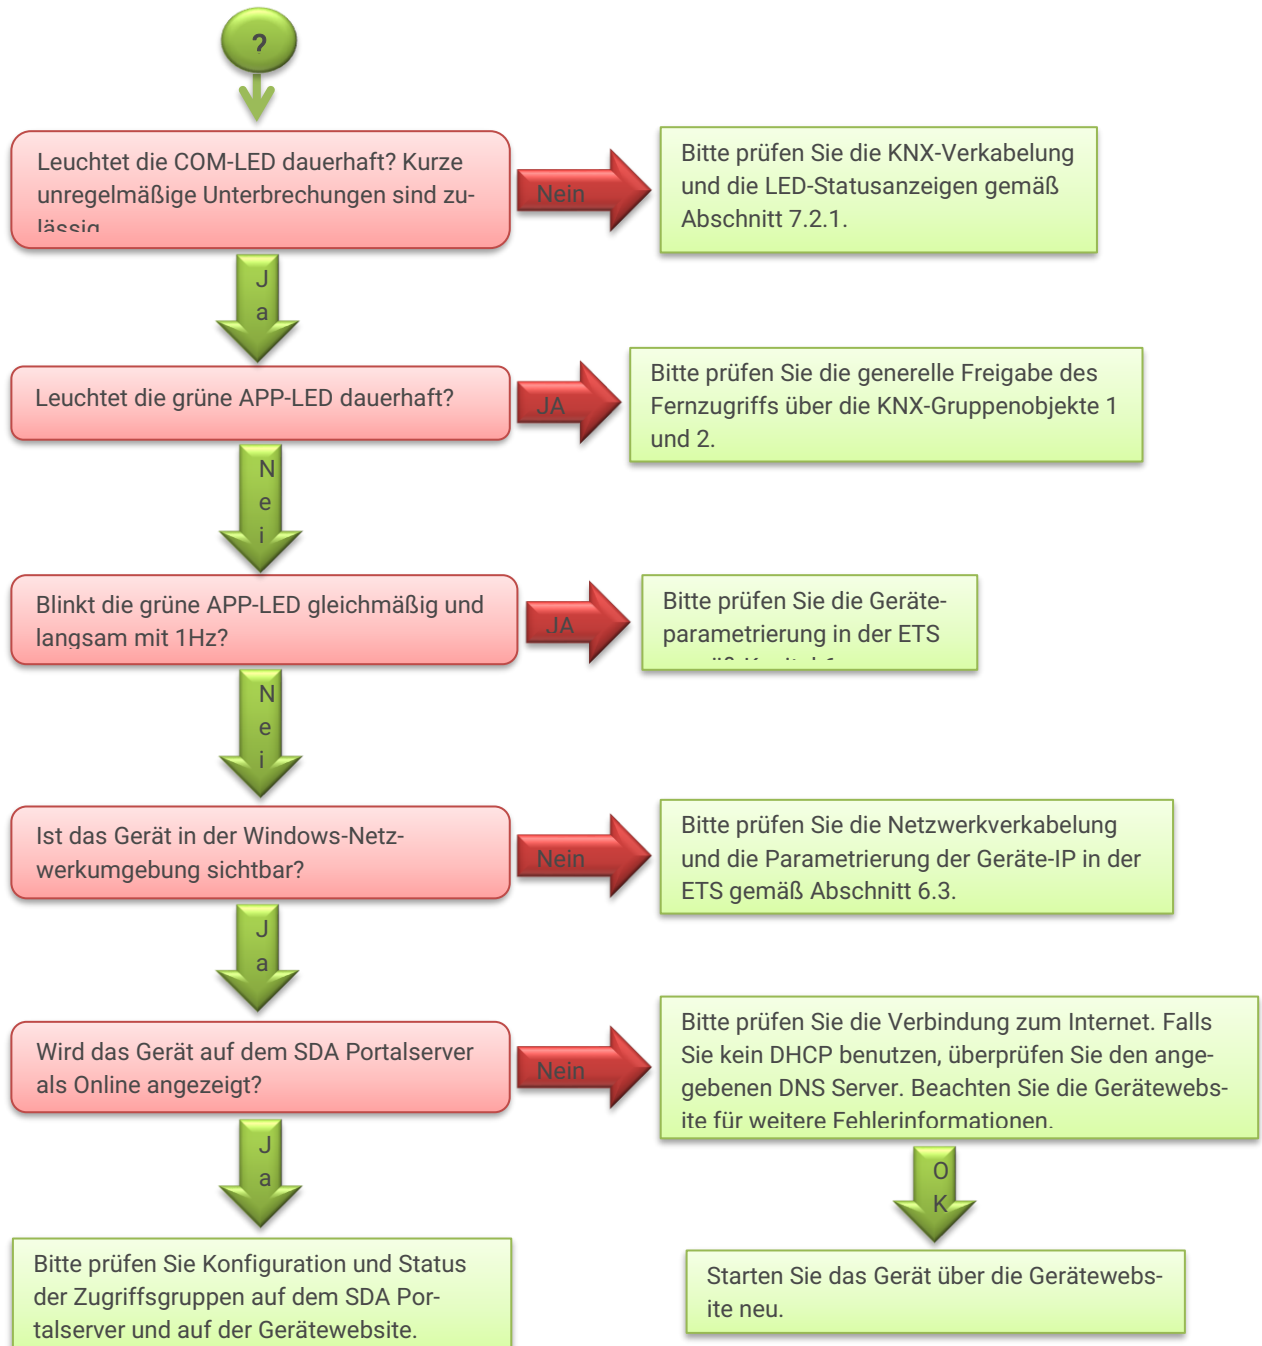 ?
Leuchtet die COM-LED dauerhaft? Kurze
unregelmäßige Unterbrechungen sind zu-
lässig
Nein
Bitte prüfen Sie die KNX-Verkabelung
und die LED-Statusanzeigen gemäß
Abschnitt 7.2.1.
J
a
Leuchtet die grüne APP-LED dauerhaft?
JA
Bitte prüfen Sie die generelle Freigabe des
Fernzugriffs über die KNX-Gruppenobjekte 1
und 2.
N
e
i
Blinkt die grüne APP-LED gleichmäßig und
langsam mit 1Hz?
JA
Bitte prüfen Sie die Geräte-
parametrierung in der ETS
N
e
i
Ist das Gerät in der Windows-Netz-
werkumgebung sichtbar?
Nein
Bitte prüfen Sie die Netzwerkverkabelung
und die Parametrierung der Geräte-IP in der
ETS gemäß Abschnitt 6.3.
J
a
Wird das Gerät auf dem SDA Portalserver
als Online angezeigt?
Nein
Bitte prüfen Sie die Verbindung zum Internet. Falls
Sie kein DHCP benutzen, überprüfen Sie den ange-
gebenen DNS Server. Beachten Sie die Gerätewebs-
ite für weitere Fehlerinformationen.
J
a
O
K
Bitte prüfen Sie Konfiguration und Status
der Zugriffsgruppen auf dem SDA Por-
talserver und auf der Gerätewebsite.
Starten Sie das Gerät über die Gerätewebs-
ite neu.